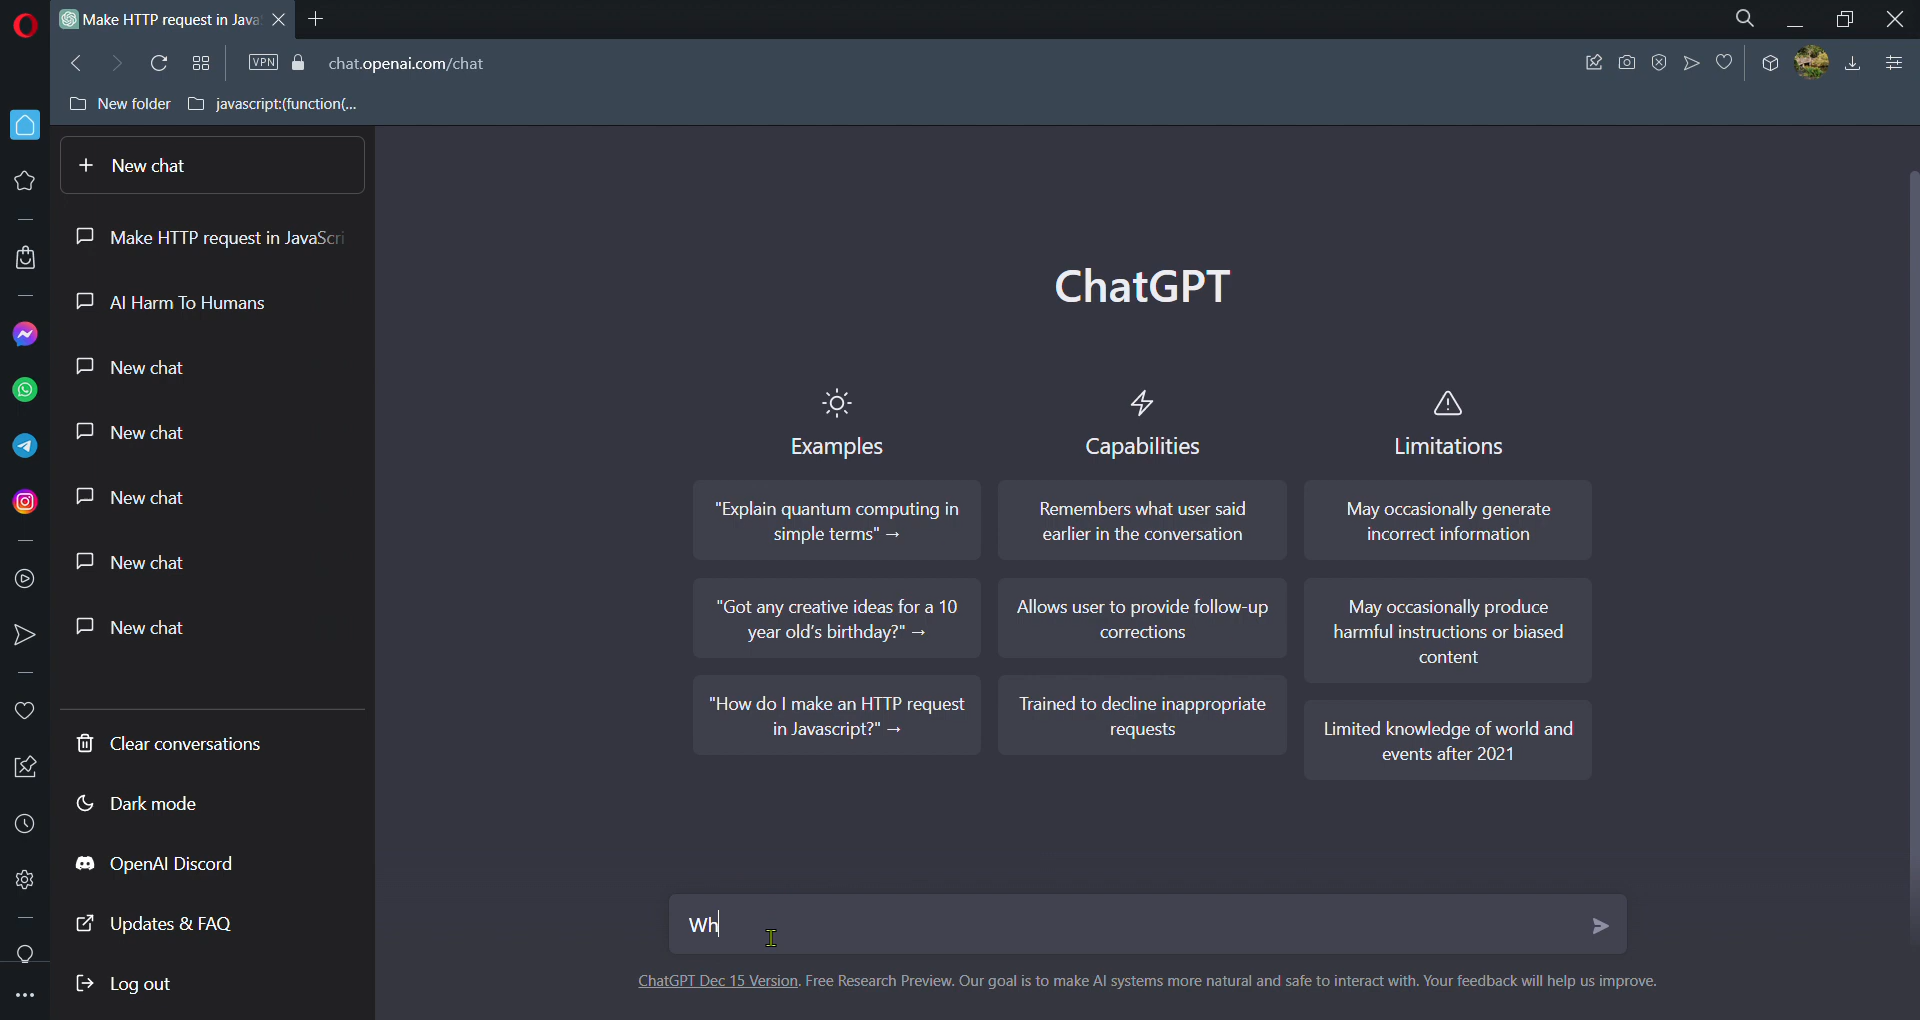 Make HTTP request in Java
VPN
chat.openai.com/chat
New folder
javascript:(function(...
New chat
Make HTTP request in JavaScri
AI Harm To Humans
New chat
New chat
New chat
New chat
New chat
Clear conversations
Dark mode
OpenAI Discord
Updates & FAQ
Log out
ChatGPT
Examples
"Explain quantum computing in
simple terms" →
"Got any creative ideas for a 10
year old's birthday?" →
"How do I make an HTTP request
in Javascript?" →
Capabilities
Remembers what user said
earlier in the conversation
Allows user to provide follow-up
corrections
Trained to decline inappropriate
requests
Limitations
May occasionally generate
incorrect information
May occasionally produce
harmful instructions or biased
content
Limited knowledge of world and
events after 2021
Wh
ChatGPT Dec 15 Version. Free Research Preview. Our goal is to make AI systems more natural and safe to interact with. Your feedback will help us improve.